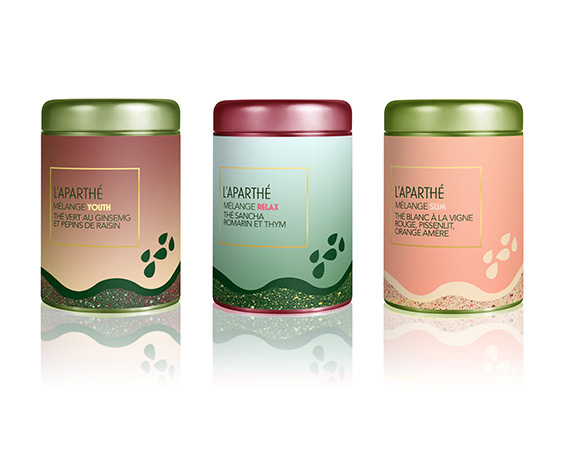 L'APARTHÉ
MÉLANGE YOUTH
THÉ VERT AU GINSEMG
ET PEPINS DE RAISIN
L'APARTHÉ
MÉLANGE RELAX
THÉ SANCHA
ROMARIN ET THYM
L'APARTHÉ
MÉLANGE SLIM
THÉ BLANC À LA VIGNE
ROUGE, PISSENUT,
ORANGE AMÈRE